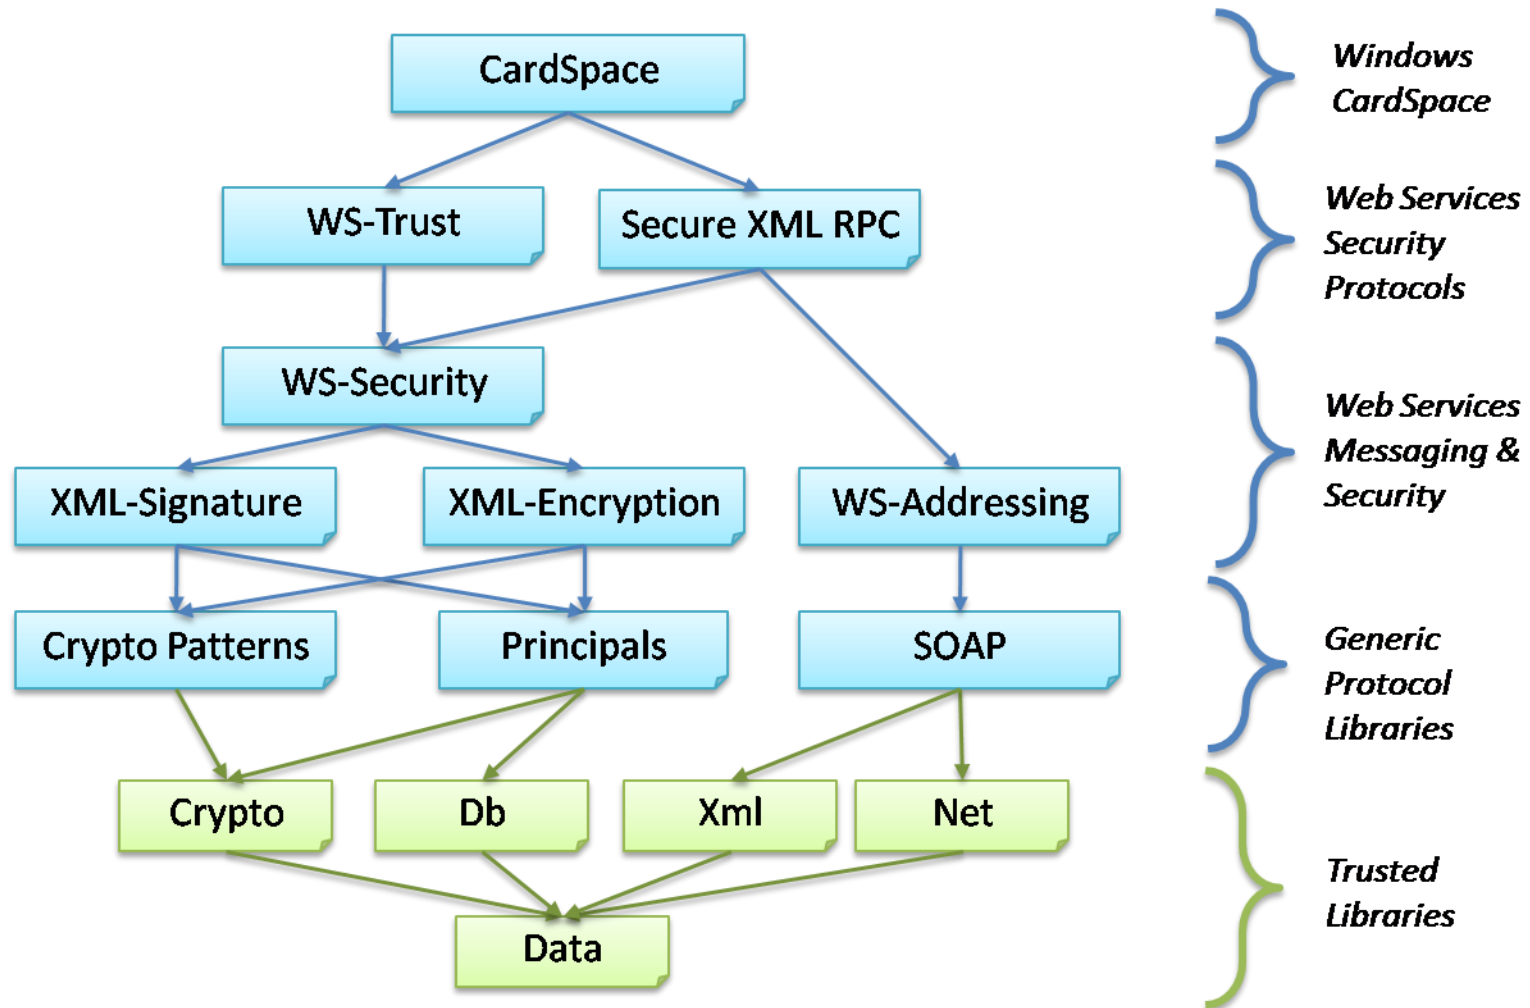 CardSpace
Windows
CardSpace
WS-Trust
Secure XML RPC
Web Services
Security
Protocols
WS-Security
XML-Signature
XML-Encryption
WS-Addressing
Web Services
Messaging &
Security
Crypto Patterns
Principals
SOAP
Generic
Protocol
Libraries
Crypto
Db
Xml
Net
Data
Trusted
Libraries